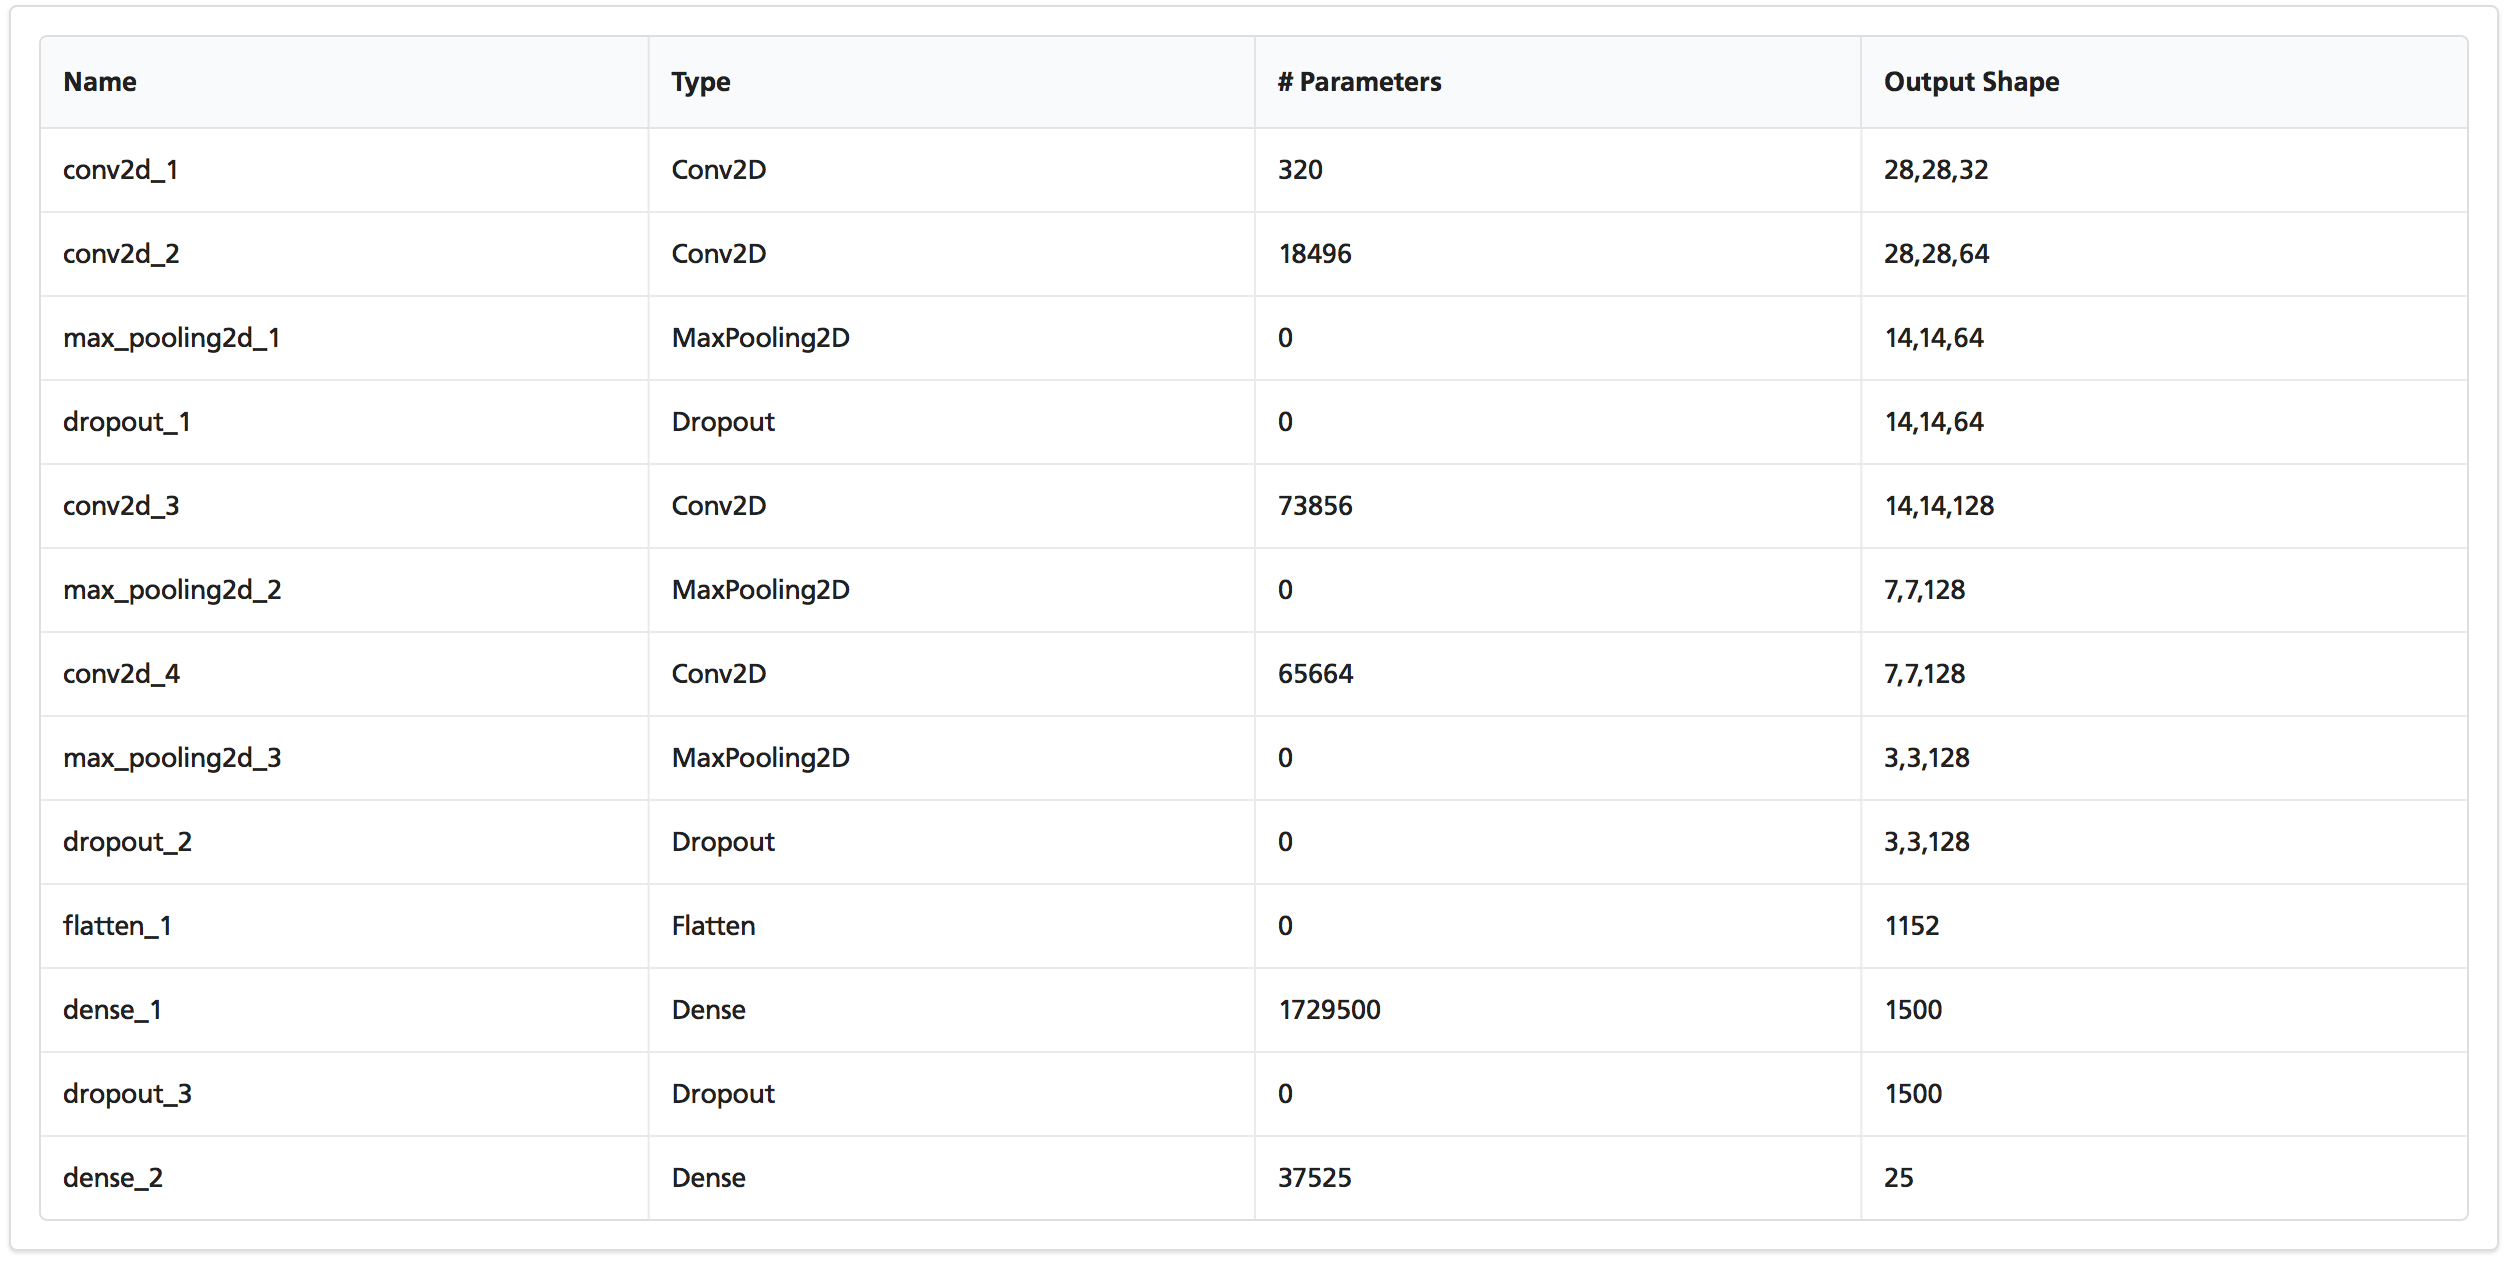 Name Type # Parameters Output Shape
conv2d_1 Conv2D 320 28,28,32
conv2d_2 Conv2D 18496 28,28,64
max_pooling2d_1 MaxPooling2D 0 14,14,64
dropout_1 Dropout 0 14,14,64
conv2d_3 Conv2D 73856 14,14,128
max_pooling2d_2 MaxPooling2D 0 7,7,128
conv2d_4 Conv2D 65664 7,7,128
max_pooling2d_3 MaxPooling2D 0 3,3,128
dropout_2 Dropout 0 3,3,128
flatten_1 Flatten 0 1152
dense_1 Dense 1729500 1500
dropout_3 Dropout 0 1500
dense_2 Dense 37525 25